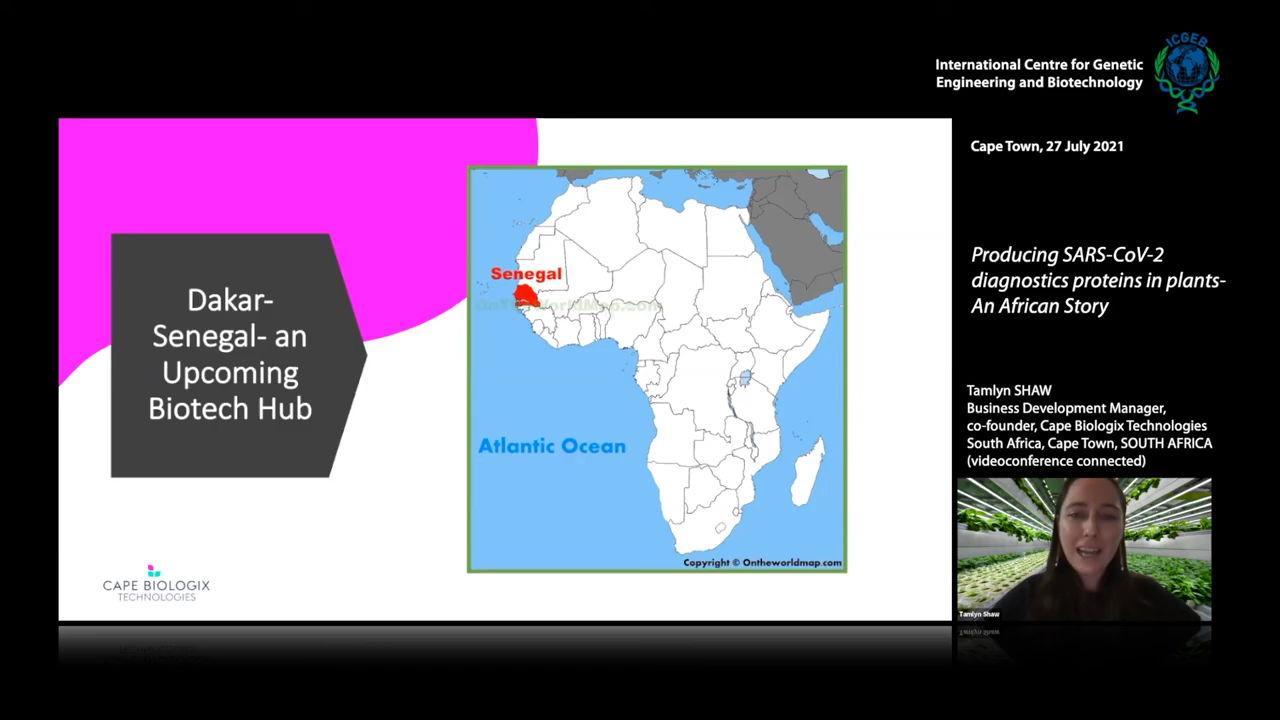 ICGEB
International Centre for Genetic
Engineering and Biotechnology
Cape Town, 27 July 2021
Dakar-
Senegal- an
Upcoming
Biotech Hub
Senegal
OnTheWorldMap.com
Atlantic Ocean
Copyright © Ontheworldmap.com
CAPE BIOLOGIX
TECHNOLOGIES
Producing SARS-CoV-2
diagnostics proteins in plants-
An African Story
Tamlyn SHAW
Business Development Manager,
co-founder, Cape Biologix Technologies
South Africa, Cape Town, SOUTH AFRICA
(videoconference connected)
Tamlyn Shaw